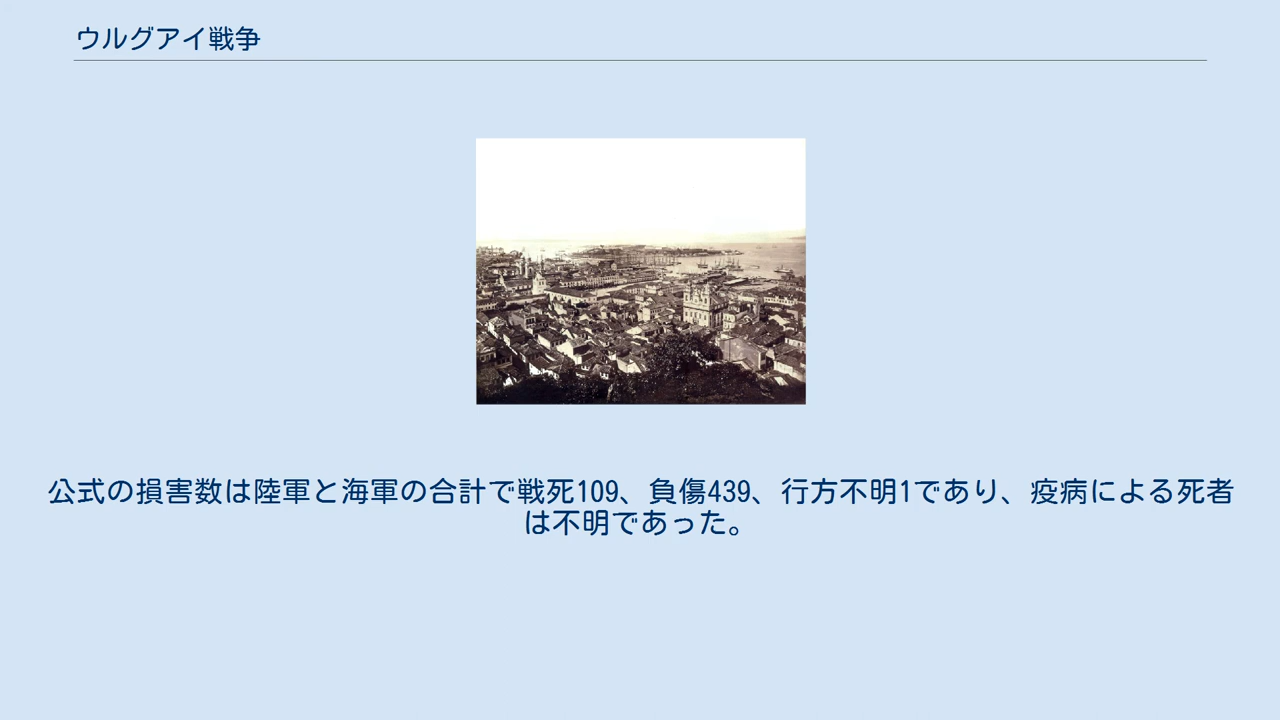 ウルグアイ戦争
公式の損害数は陸軍と海軍の合計で戦死109、負傷439、行方不明1であり、疫病による死者
は不明であった。